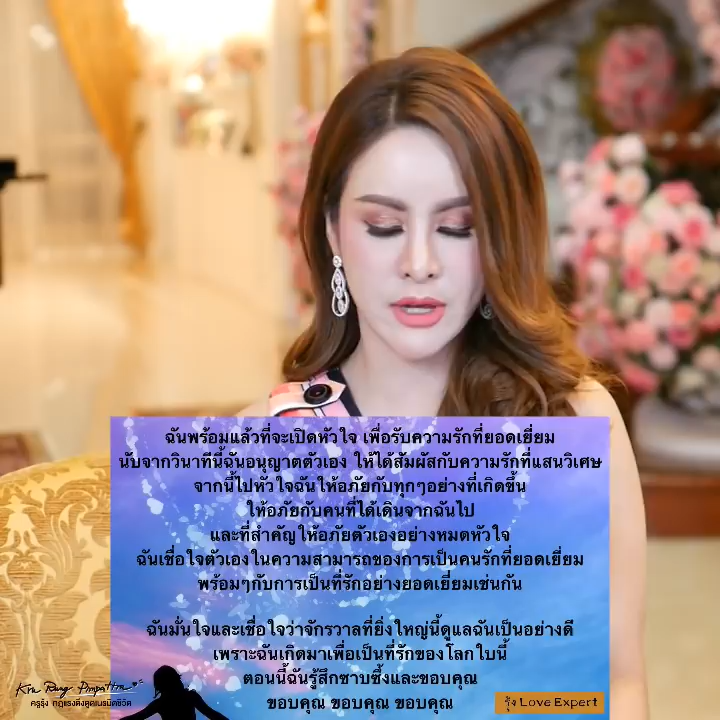 ฉันพร้อมแล้วที่จะเปิดหัวใจ เพื่อรับความรักที่ยอดเยี่ยม
นับจากวินาทีนี้ฉันอนุญาตตัวเอง ให้ได้สัมผัสกับความรักที่แสนวิเศษ
จากนี้ไปหัวใจฉันให้อภัยกับทุกๆอย่างที่เกิดขึ้น
ให้อภัยกับคนที่ได้เดินจากฉันไป
และที่สำคัญให้อภัยตัวเองอย่างหมดหัวใจ
ฉันเชื่อใจตัวเองในความสามารถของการเป็นคนรักที่ยอดเยี่ยม
พร้อมๆกับการเป็นที่รักอย่างยอดเยี่ยมเช่นกัน
ฉันมั่นใจและเชื่อใจว่าจักรวาลที่ยิ่งใหญ่นี้ดูแลฉันเป็นอย่างดี
เพราะฉันเกิดมาเพื่อเป็นที่รักของโลกใบนี้
ตอนนี้ฉันรู้สึกซาบซึ้งและขอบคุณ
ขอบคุณ ขอบคุณ ขอบคุณ
ครูรุ้ง กฎแรงดึงดูดเนรมิตชีวิต
รุ้ง Love Expert